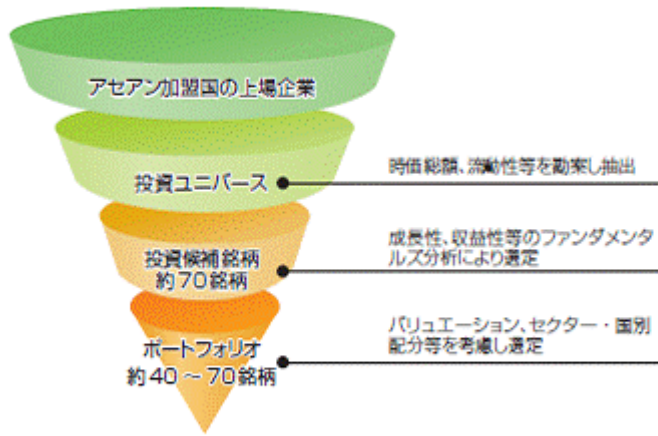 アセアン加盟国の上場企業
投資ユニバース
時価総額、流動性等を勘案し抽出
投資候補銘柄
約70銘柄
成長性、収益性等のファンダメンタ
ルズ分析により選定
ポートフォリオ
約40～70銘柄
バリュエーション、セクター・国別
配分等を考慮し選定